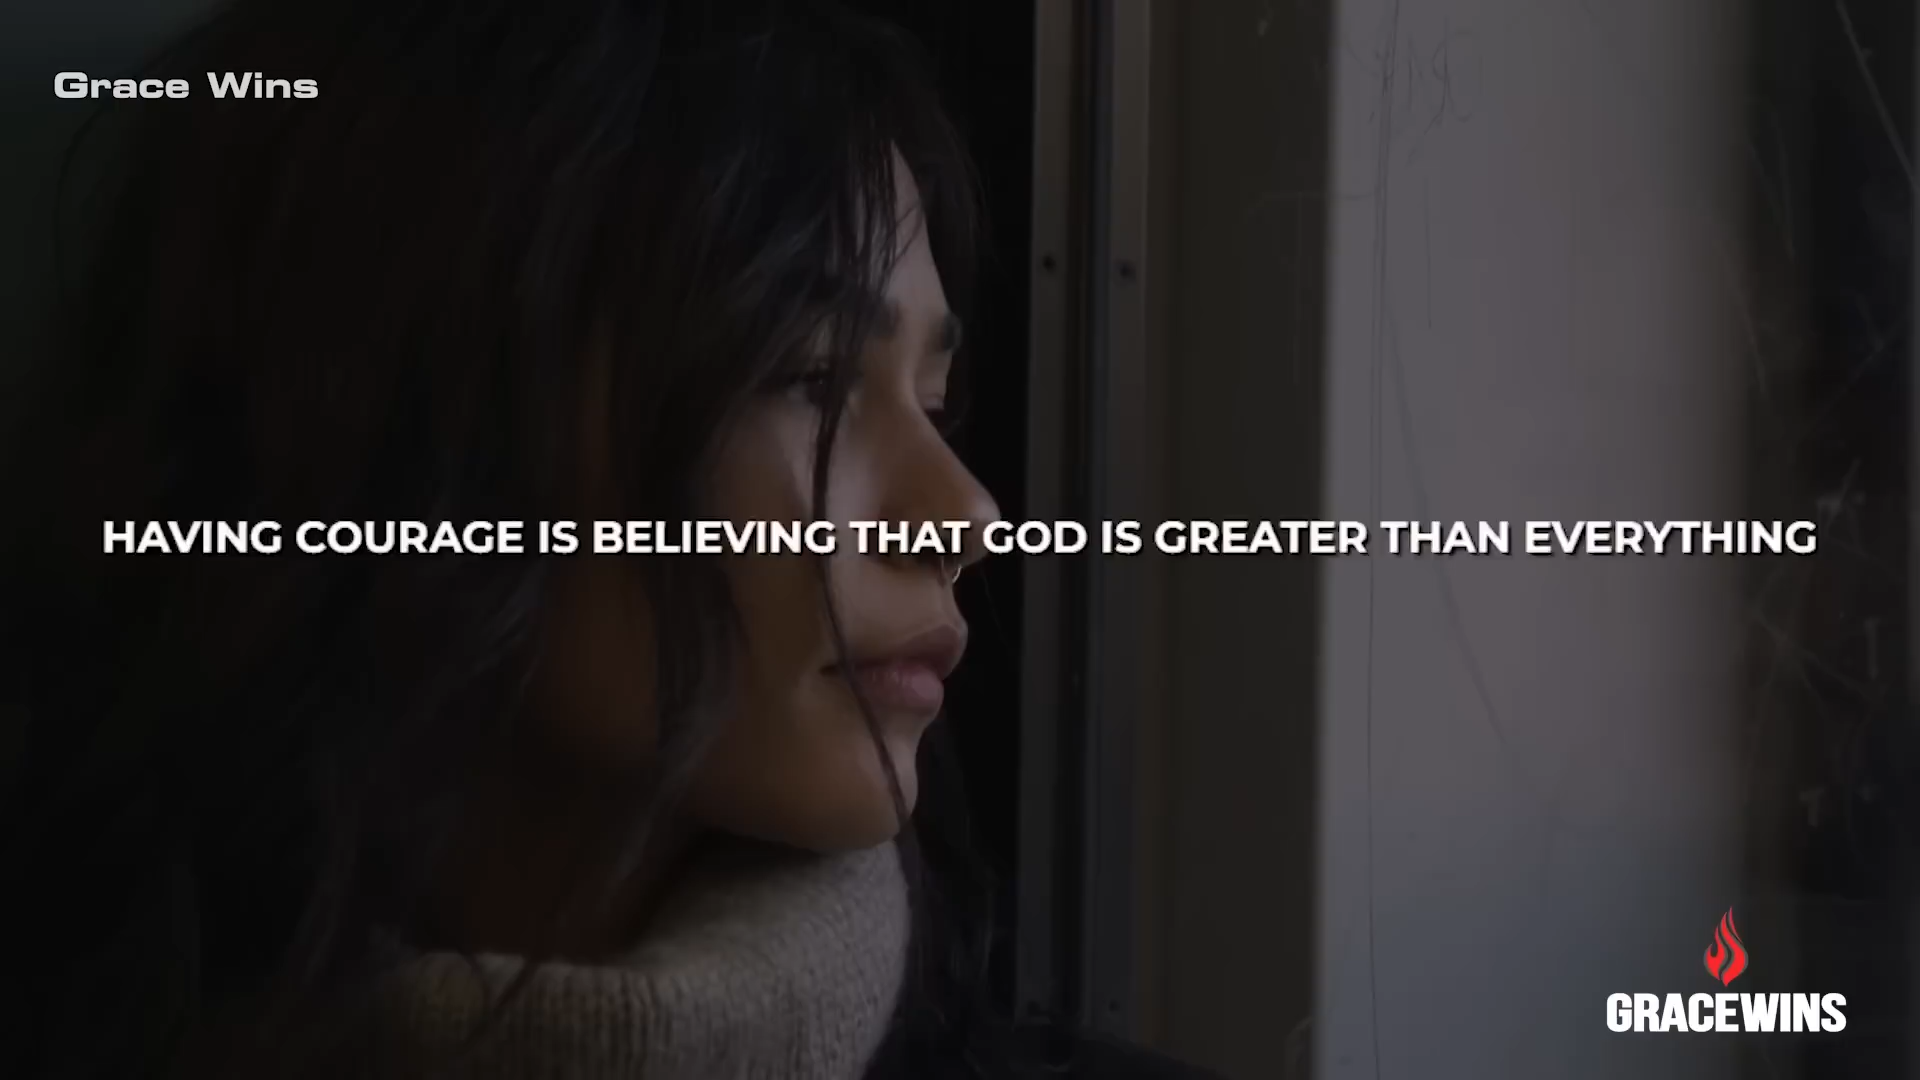 Grace Wins
HAVING COURAGE IS BELIEVING THAT GOD IS GREATER THAN EVERYTHING
GRACEWINS